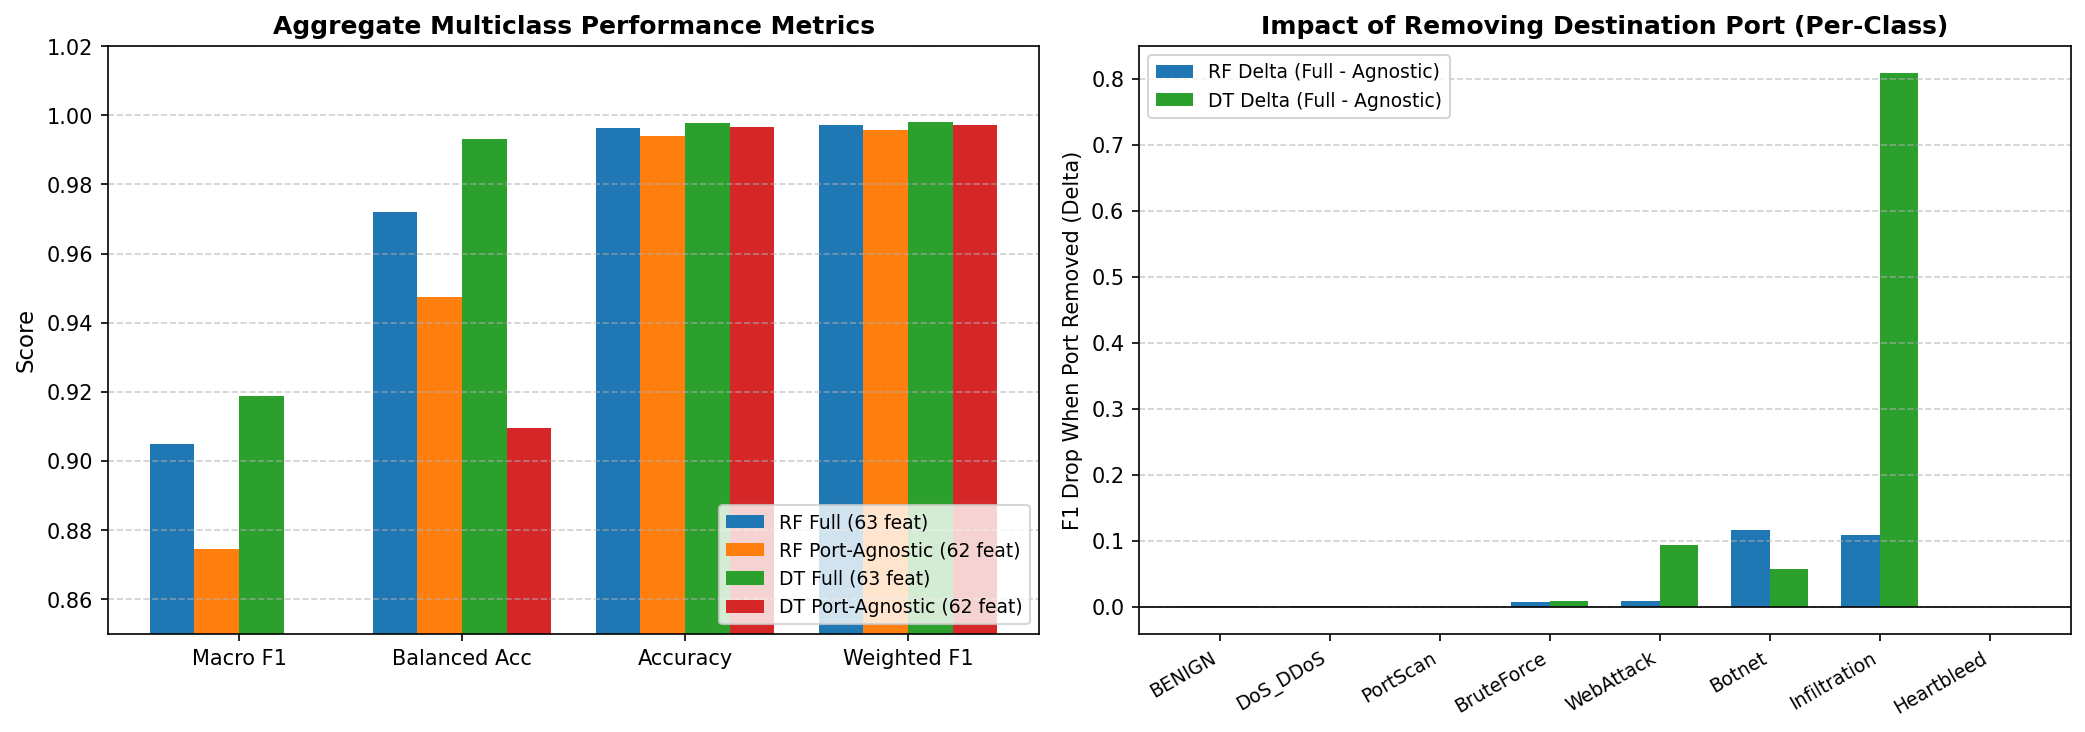 Aggregate Multiclass Performance Metrics
Score
1.02
1.00
0.98
0.96
0.94
0.92
0.90
0.88
0.86
Macro F1
Balanced Acc
Accuracy
Weighted F1
RF Full (63 feat)
RF Port-Agnostic (62 feat)
DT Full (63 feat)
DT Port-Agnostic (62 feat)
Impact of Removing Destination Port (Per-Class)
F1 Drop When Port Removed (Delta)
0.8
0.7
0.6
0.5
0.4
0.3
0.2
0.1
0.0
RF Delta (Full - Agnostic)
DT Delta (Full - Agnostic)
BENIGN
DoS_DDoS
PortScan
BruteForce
WebAttack
Botnet
Infiltration
Heartbleed